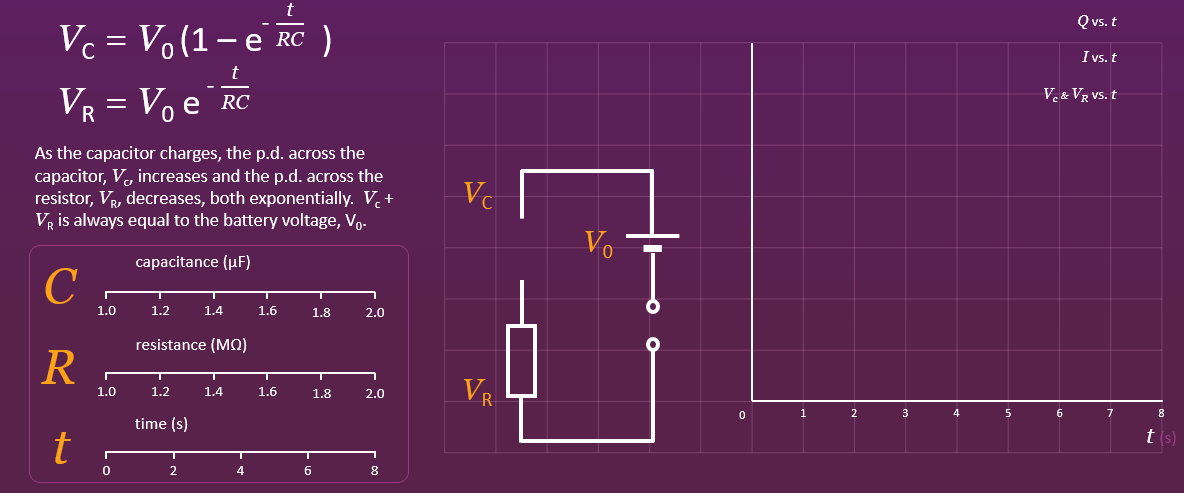 V_C = V_0 (1 – e^(-t/RC))
V_R = V_0 e^(-t/RC)
As the capacitor charges, the p.d. across the
capacitor, V_c, increases and the p.d. across the
resistor, V_R, decreases, both exponentially. V_c +
V_R is always equal to the battery voltage, V_0.
C
capacitance (μF)
1.0 1.2 1.4 1.6 1.8 2.0
R
resistance (MΩ)
1.0 1.2 1.4 1.6 1.8 2.0
t
time (s)
0 2 4 6 8
V_C
V_0
V_R
Q vs. t
I vs. t
V_c & V_R vs. t
0 1 2 3 4 5 6 7 8
t (s)